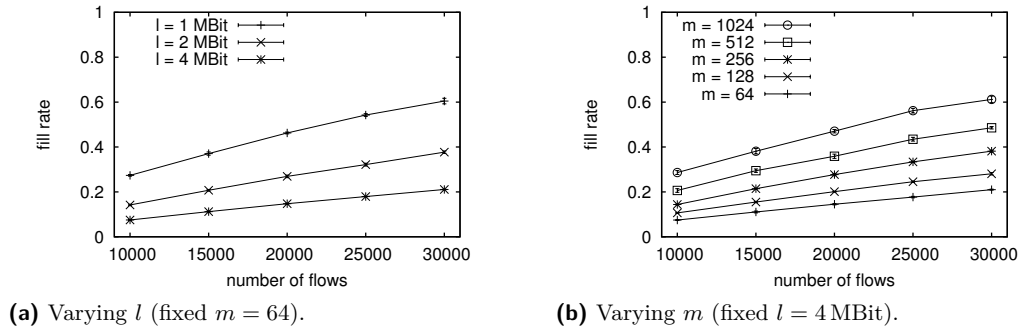 1
0.8
0.6
0.4
0.2
0
fill rate
l = 1 MBit
l = 2 MBit
l = 4 MBit
10000 15000 20000 25000 30000
number of flows
(a) Varying l (fixed m = 64).
1
0.8
0.6
0.4
0.2
0
fill rate
m = 1024
m = 512
m = 256
m = 128
m = 64
10000 15000 20000 25000 30000
number of flows
(b) Varying m (fixed l = 4 MBit).